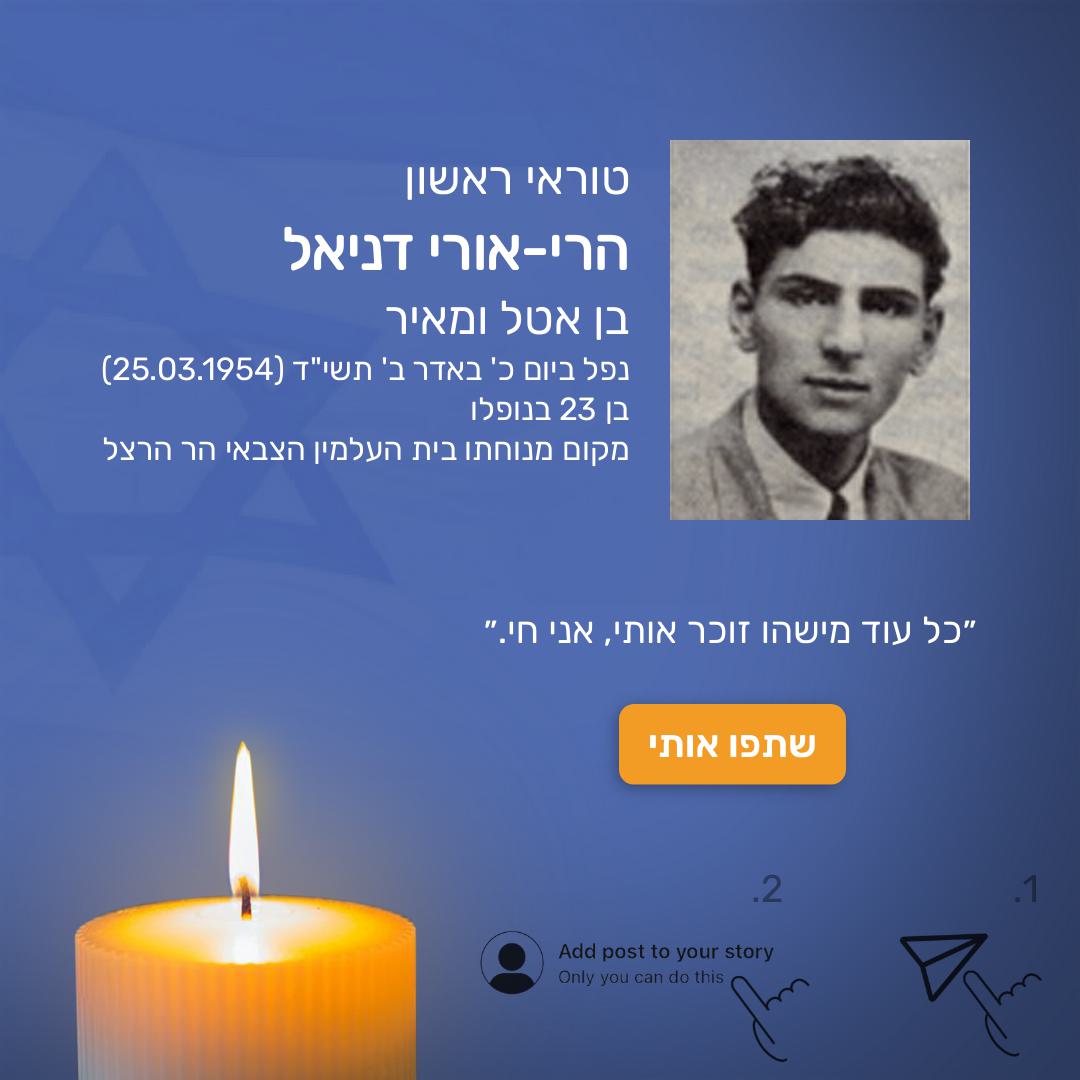 טוראי ראשון
הרי-אורי דניאל
בן אטל ומאיר
נפל ביום כ' באדר ב' תשי"ד (25.03.1954)
בן 23 בנופלו
מקום מנוחתו בית העלמין הצבאי הר הרצל
״כל עוד מישהו זוכר אותי, אני חי.״
שתפו אותי
.1
.2
Add post to your story
Only you can do this